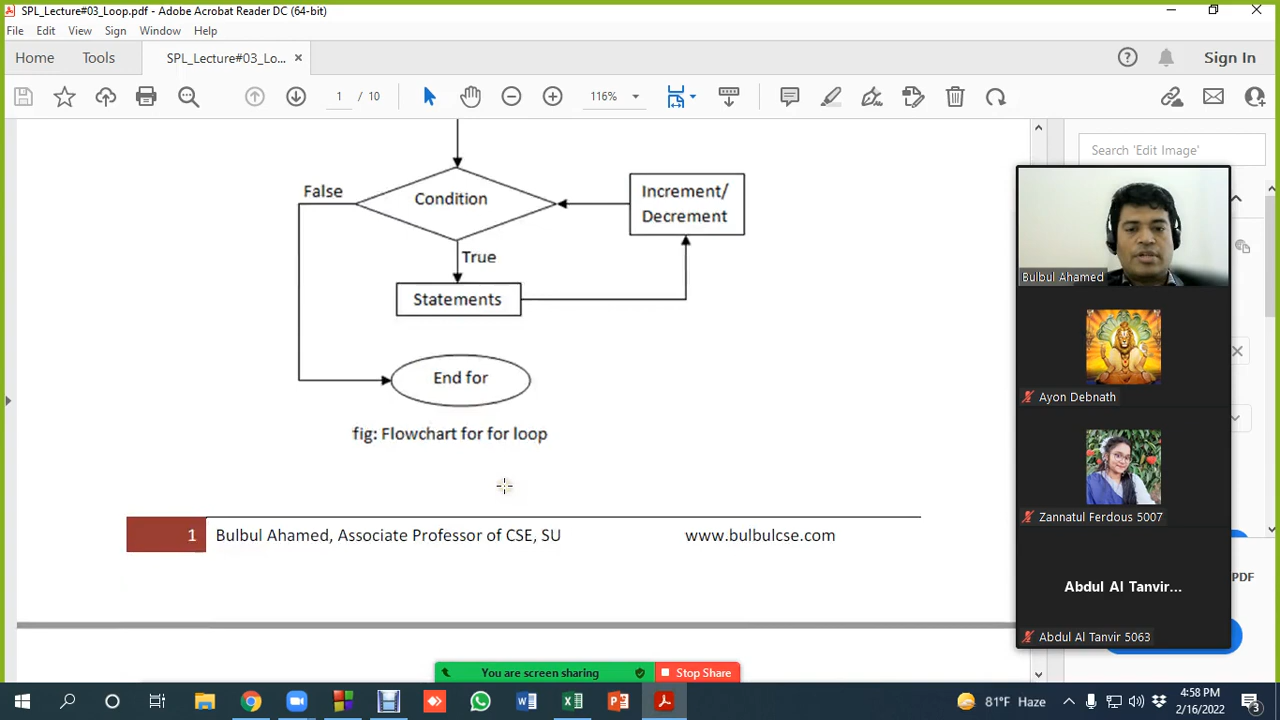 SPL_Lecture#03_Loop.pdf - Adobe Acrobat Reader DC (64-bit)
File Edit View Sign Window Help
Home Tools SPL_Lecture#03_Lo... ×
Sign In
1 / 10 116%
Search 'Edit Image'
False
Condition
Increment/
Decrement
True
Statements
End for
fig: Flowchart for for loop
1 Bulbul Ahamed, Associate Professor of CSE, SU www.bulbulcse.com
Bulbul Ahamed
Ayon Debnath
Zannatul Ferdous 5007
Abdul Al Tanvir...
Abdul Al Tanvir 5063
PDF
You are screen sharing Stop Share
81°F Haze
4:58 PM
2/16/2022
3